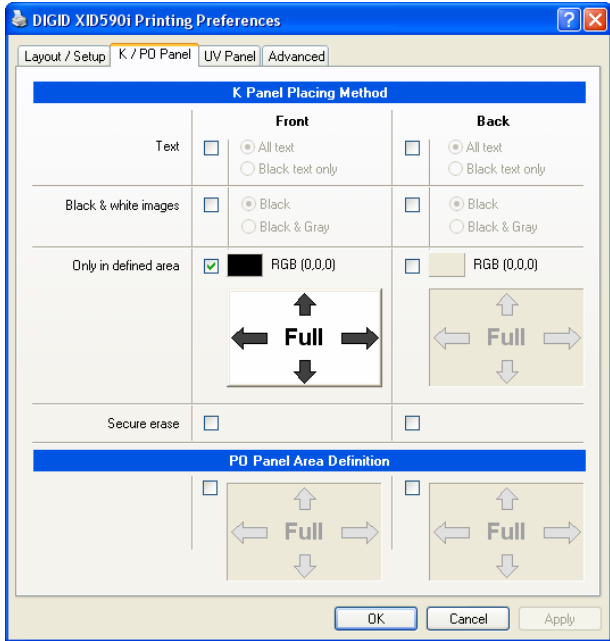 DIGID XID590i Printing Preferences
Layout / Setup K / PO Panel UV Panel Advanced
K Panel Placing Method
Front Back
Text All text All text
Black text only Black text only
Black & white images Black Black
Black & Gray Black & Gray
Only in defined area RGB (0,0,0) RGB (0,0,0)
Full Full
Secure erase
PO Panel Area Definition
Full Full
OK Cancel Apply